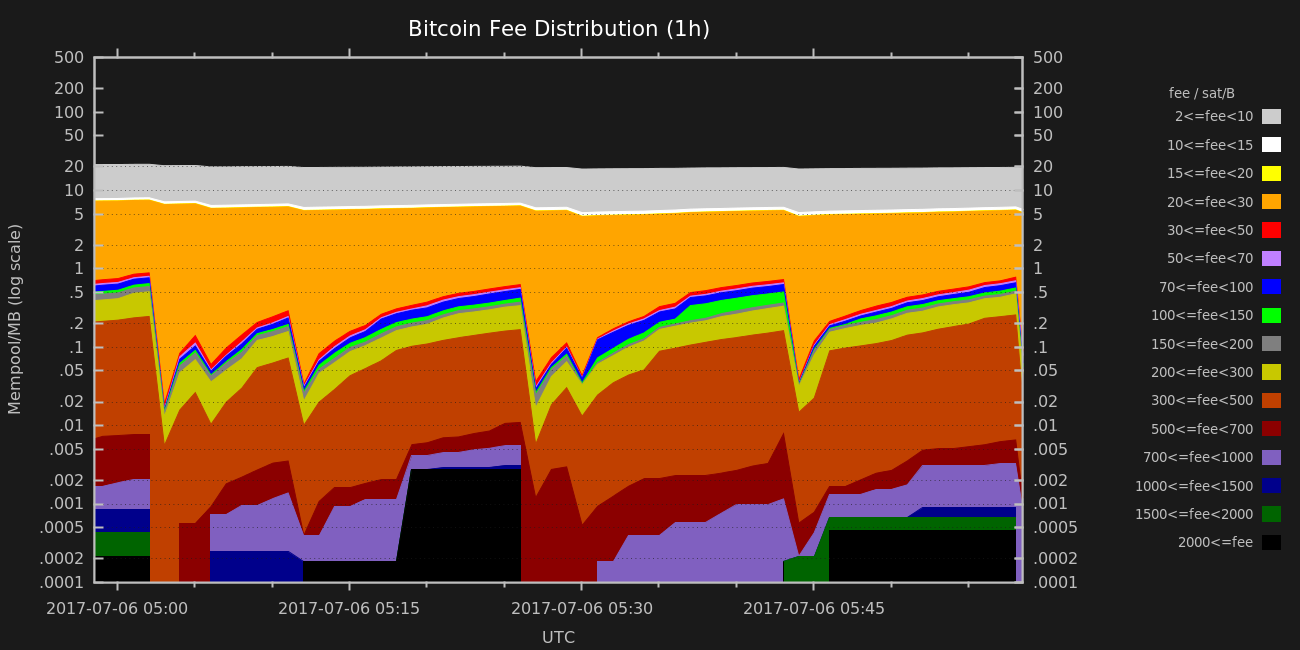 Bitcoin Fee Distribution (1h)
500 500
200 200
100 100
50 50
20 20
10 10
5 5
2 2
1 1
.5 .5
.2 .2
.1 .1
.05 .05
.02 .02
.01 .01
.005 .005
.002 .002
.001 .001
.0005 .0005
.0002 .0002
.0001 .0001
Mempool/MB (log scale)
2017-07-06 05:00 2017-07-06 05:15 2017-07-06 05:30 2017-07-06 05:45
UTC
fee / sat/B
2<=fee<10
10<=fee<15
15<=fee<20
20<=fee<30
30<=fee<50
50<=fee<70
70<=fee<100
100<=fee<150
150<=fee<200
200<=fee<300
300<=fee<500
500<=fee<700
700<=fee<1000
1000<=fee<1500
1500<=fee<2000
2000<=fee